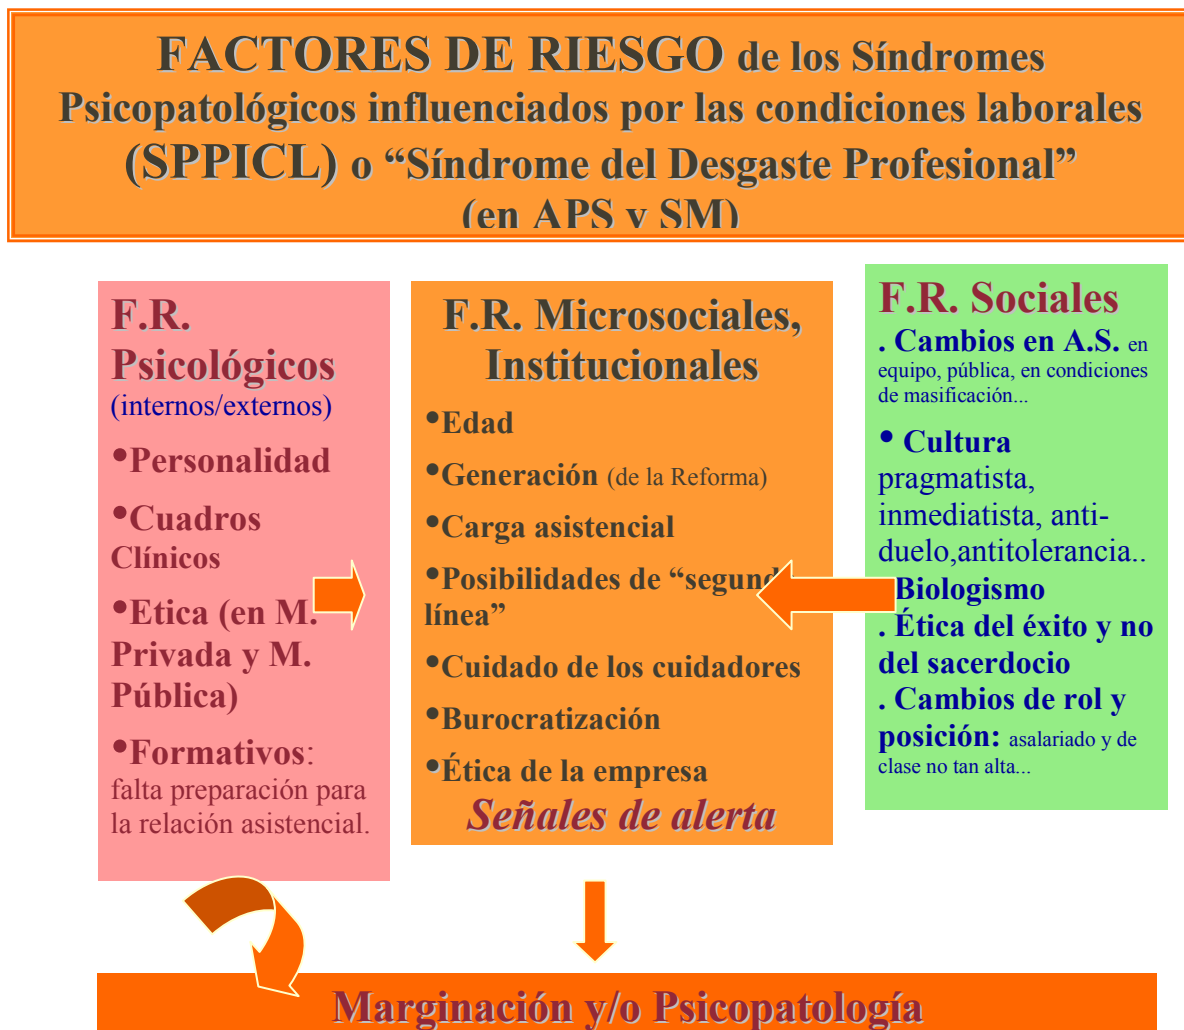 FACTORES DE RIESGO de los Síndromes
Psicopatológicos influenciados por las condiciones laborales
(SPPICL) o “Síndrome del Desgaste Profesional”
(en APS y SM)
F.R.
Psicológicos
(internos/externos)
•Personalidad
•Cuadros
Clínicos
•Etica (en M.
Privada y M.
Pública)
•Formativos:
falta preparación para
la relación asistencial.
F.R. Microsociales,
Institucionales
•Edad
•Generación (de la Reforma)
•Carga asistencial
•Posibilidades de “segund
línea”
•Cuidado de los cuidadores
•Burocratización
•Ética de la empresa
Señales de alerta
F.R. Sociales
. Cambios en A.S. en
equipo, pública, en condiciones
de masificación...
• Cultura
pragmatista,
inmediatista, anti-
duelo,antitolerancia..
Biologismo
. Ética del éxito y no
del sacerdocio
. Cambios de rol y
posición: asalariado y de
clase no tan alta...
Marginación y/o Psicopatología